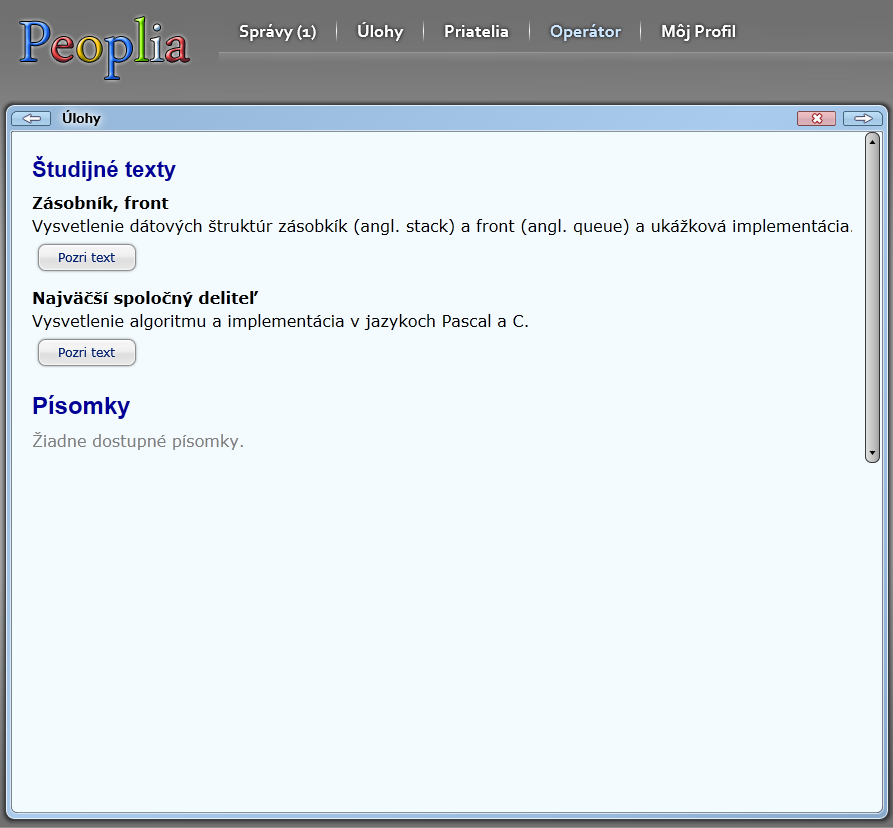 Peoplia
Správy (1) Úlohy Priatelia Operátor Môj Profil
Úlohy
Študijné texty
Zásobník, front
Vysvetlenie dátových štruktúr zásobkík (angl. stack) a front (angl. queue) a ukážková implementácia.
Pozri text
Najväčší spoločný deliteľ
Vysvetlenie algoritmu a implementácia v jazykoch Pascal a C.
Pozri text
Písomky
Žiadne dostupné písomky.